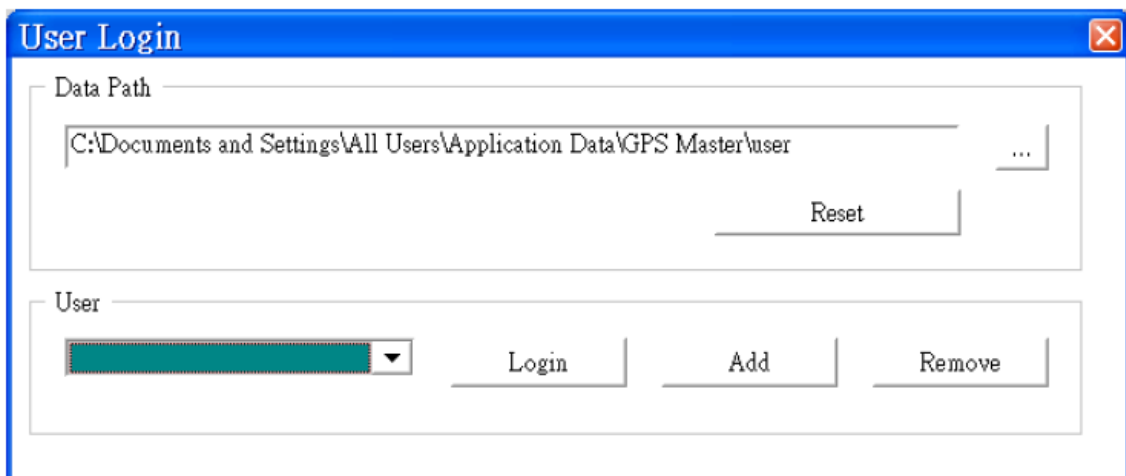 User Login
Data Path
C:\Documents and Settings\All Users\Application Data\GPS Master\user
...
Reset
User
Login Add Remove